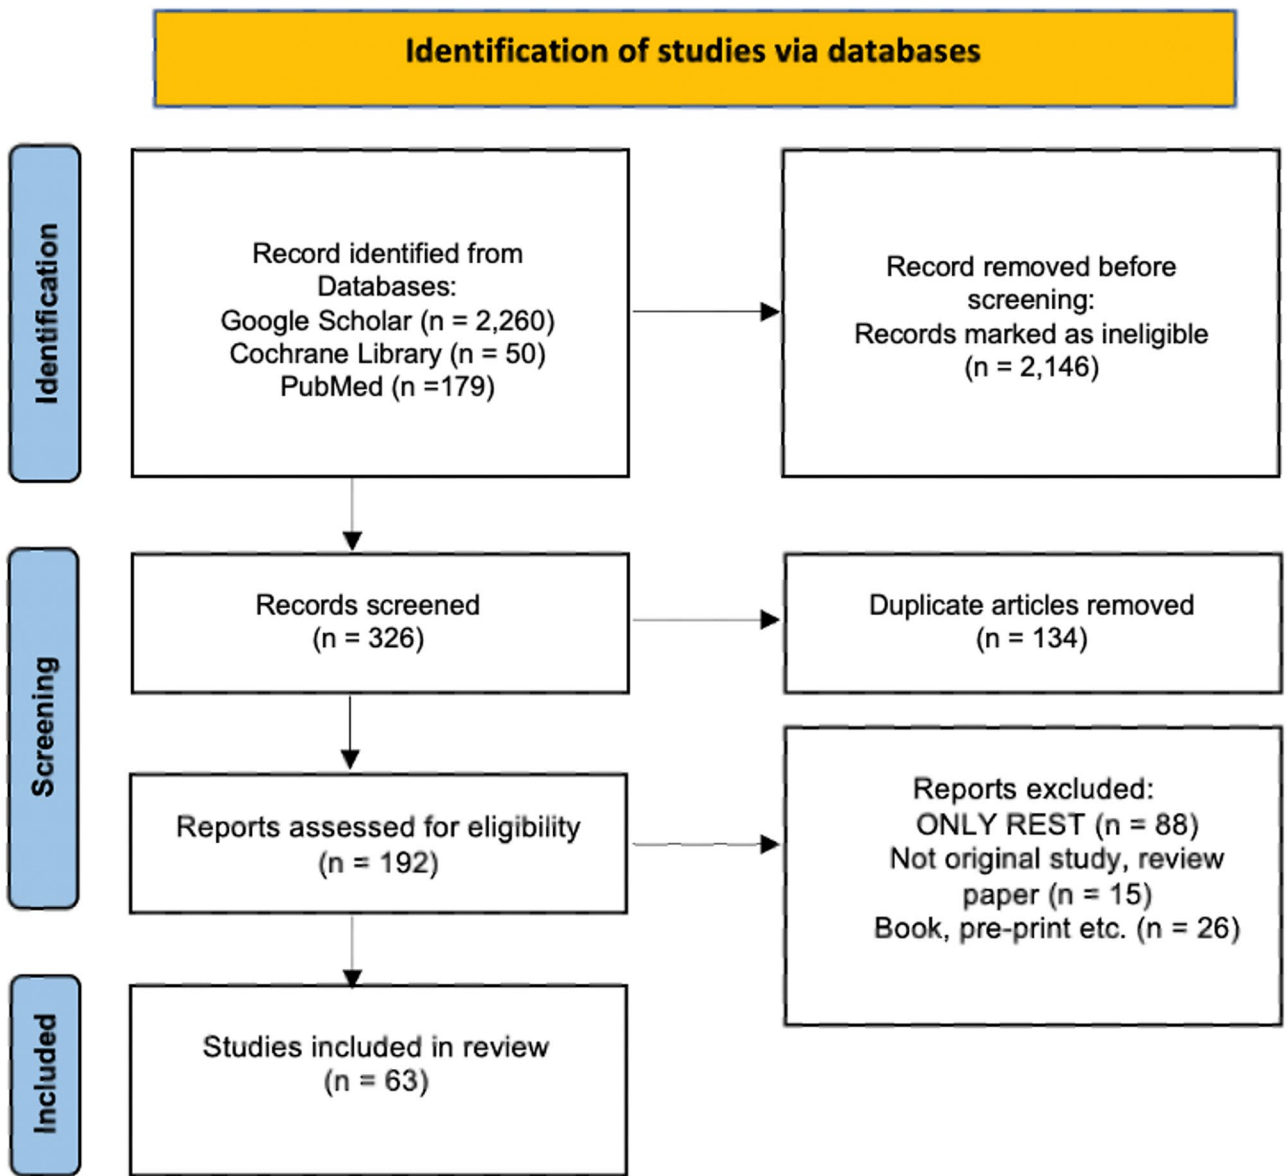 Identification of studies via databases
Identification
Record identified from
Databases:
Google Scholar (n = 2,260)
Cochrane Library (n = 50)
PubMed (n =179)
Record removed before
screening:
Records marked as ineligible
(n = 2,146)
Screening
Records screened
(n = 326)
Duplicate articles removed
(n = 134)
Reports assessed for eligibility
(n = 192)
Reports excluded:
ONLY REST (n = 88)
Not original study, review
paper (n = 15)
Book, pre-print etc. (n = 26)
Included
Studies included in review
(n = 63)